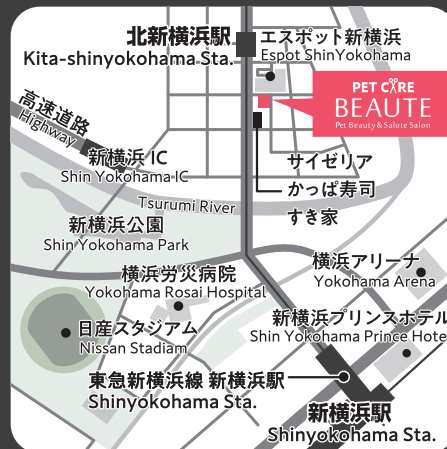 北新横浜駅
Kita-shinyokohama Sta.
エスポット新横浜
Espot ShinYokohama
PET CARE
BEAUTE
Pet Beauty & Salute Salon
高速道路
Highway
新横浜 IC
Shin Yokohama IC
サイゼリア
かっぱ寿司
すき家
Tsurumi River
新横浜公園
Shin Yokohama Park
横浜労災病院
Yokohama Rosai Hospital
横浜アリーナ
Yokohama Arena
日産スタジアム
Nissan Stadiam
新横浜プリンスホテル
Shin Yokohama Prince Hote
東急新横浜線 新横浜駅
Shinyokohama Sta.
新横浜駅
Shinyokohama Sta.